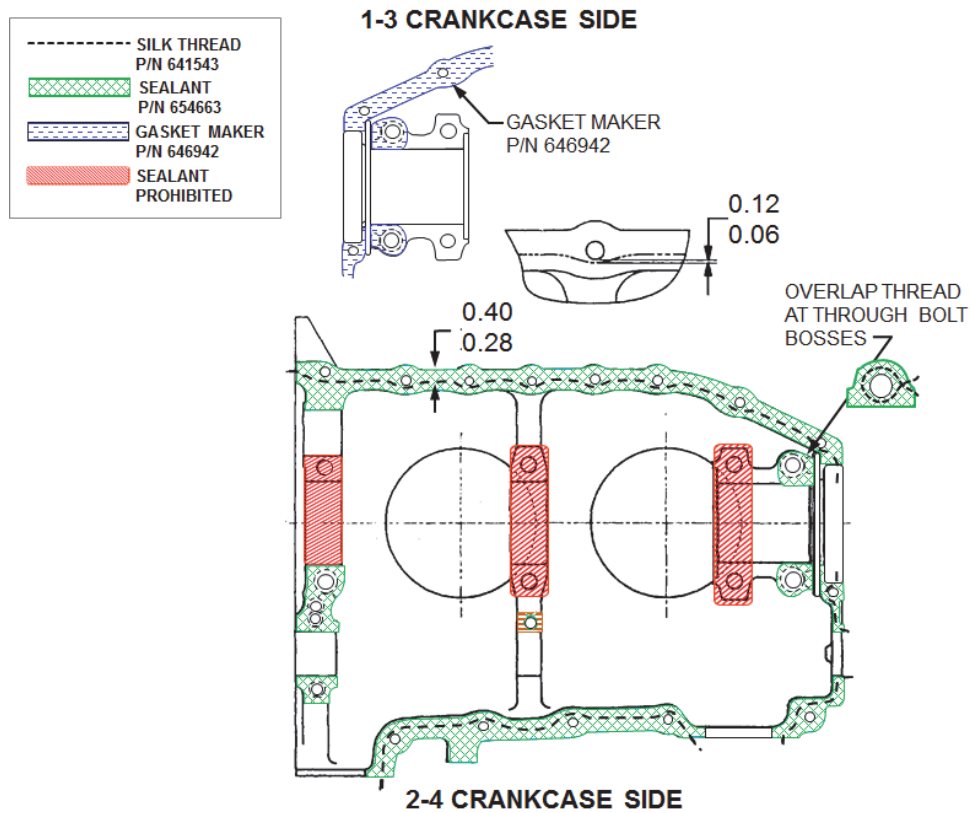 1-3 CRANKCASE SIDE
SILK THREAD
P/N 641543
SEALANT
P/N 654663
GASKET MAKER
P/N 646942
SEALANT
PROHIBITED
GASKET MAKER
P/N 646942
0.12
0.06
OVERLAP THREAD
AT THROUGH BOLT
BOSSES
0.40
0.28
2-4 CRANKCASE SIDE